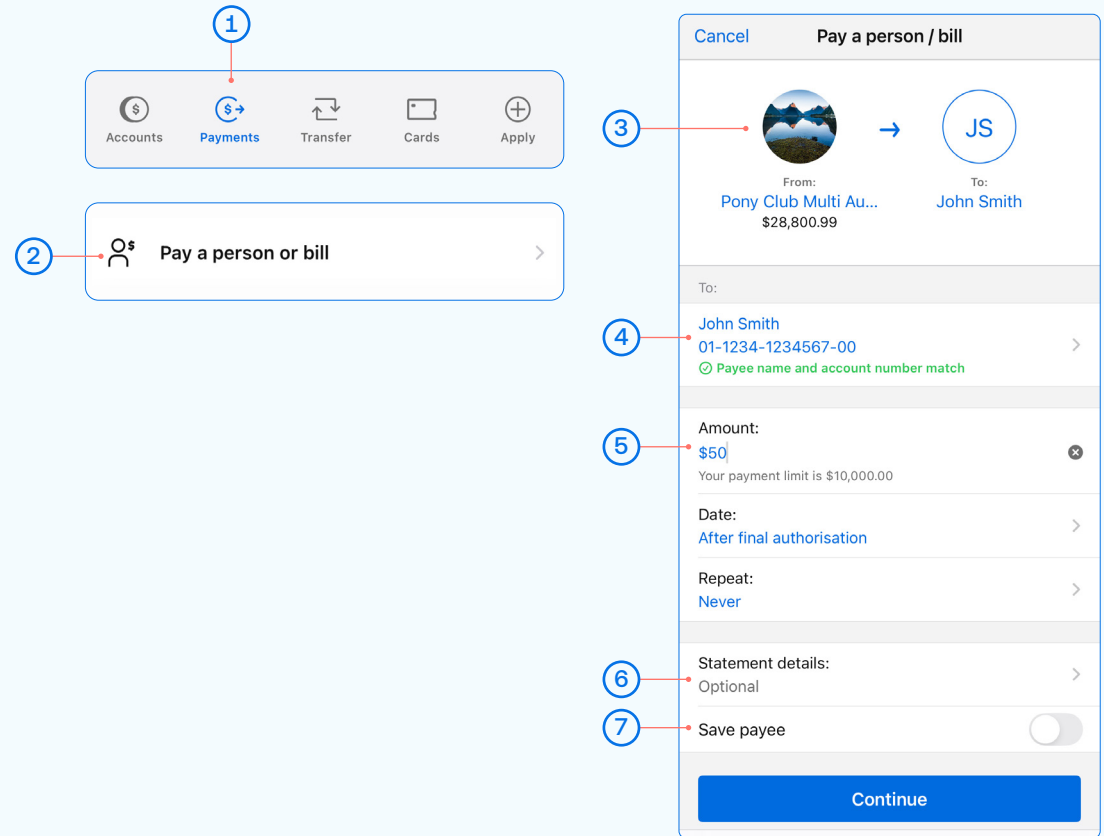 1
Accounts
Payments
Transfer
Cards
Apply
2
Pay a person or bill
Cancel
Pay a person / bill
3
JS
From:
Pony Club Multi Au...
$28,800.99
To:
John Smith
To:
4
John Smith
01-1234-1234567-00
Payee name and account number match
5
Amount:
$50
Your payment limit is $10,000.00
Date:
After final authorisation
Repeat:
Never
6
Statement details:
Optional
7
Save payee
Continue